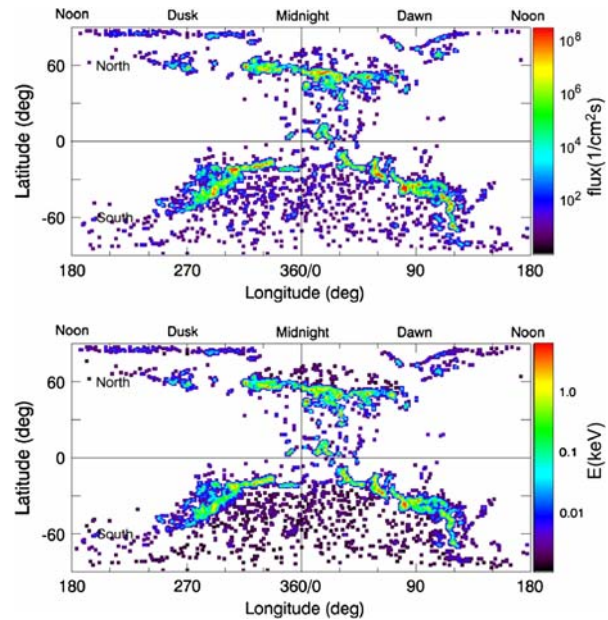 Noon Dusk Midnight Dawn Noon
10^8
60
North
10^6
Latitude (deg)
0
flux(1/cm^2s)
10^4
-60
South
10^2
180 270 360/0 90 180
Longitude (deg)
Noon Dusk Midnight Dawn Noon
60
North
1.0
Latitude (deg)
0
E(keV)
0.1
-60
South
0.01
180 270 360/0 90 180
Longitude (deg)